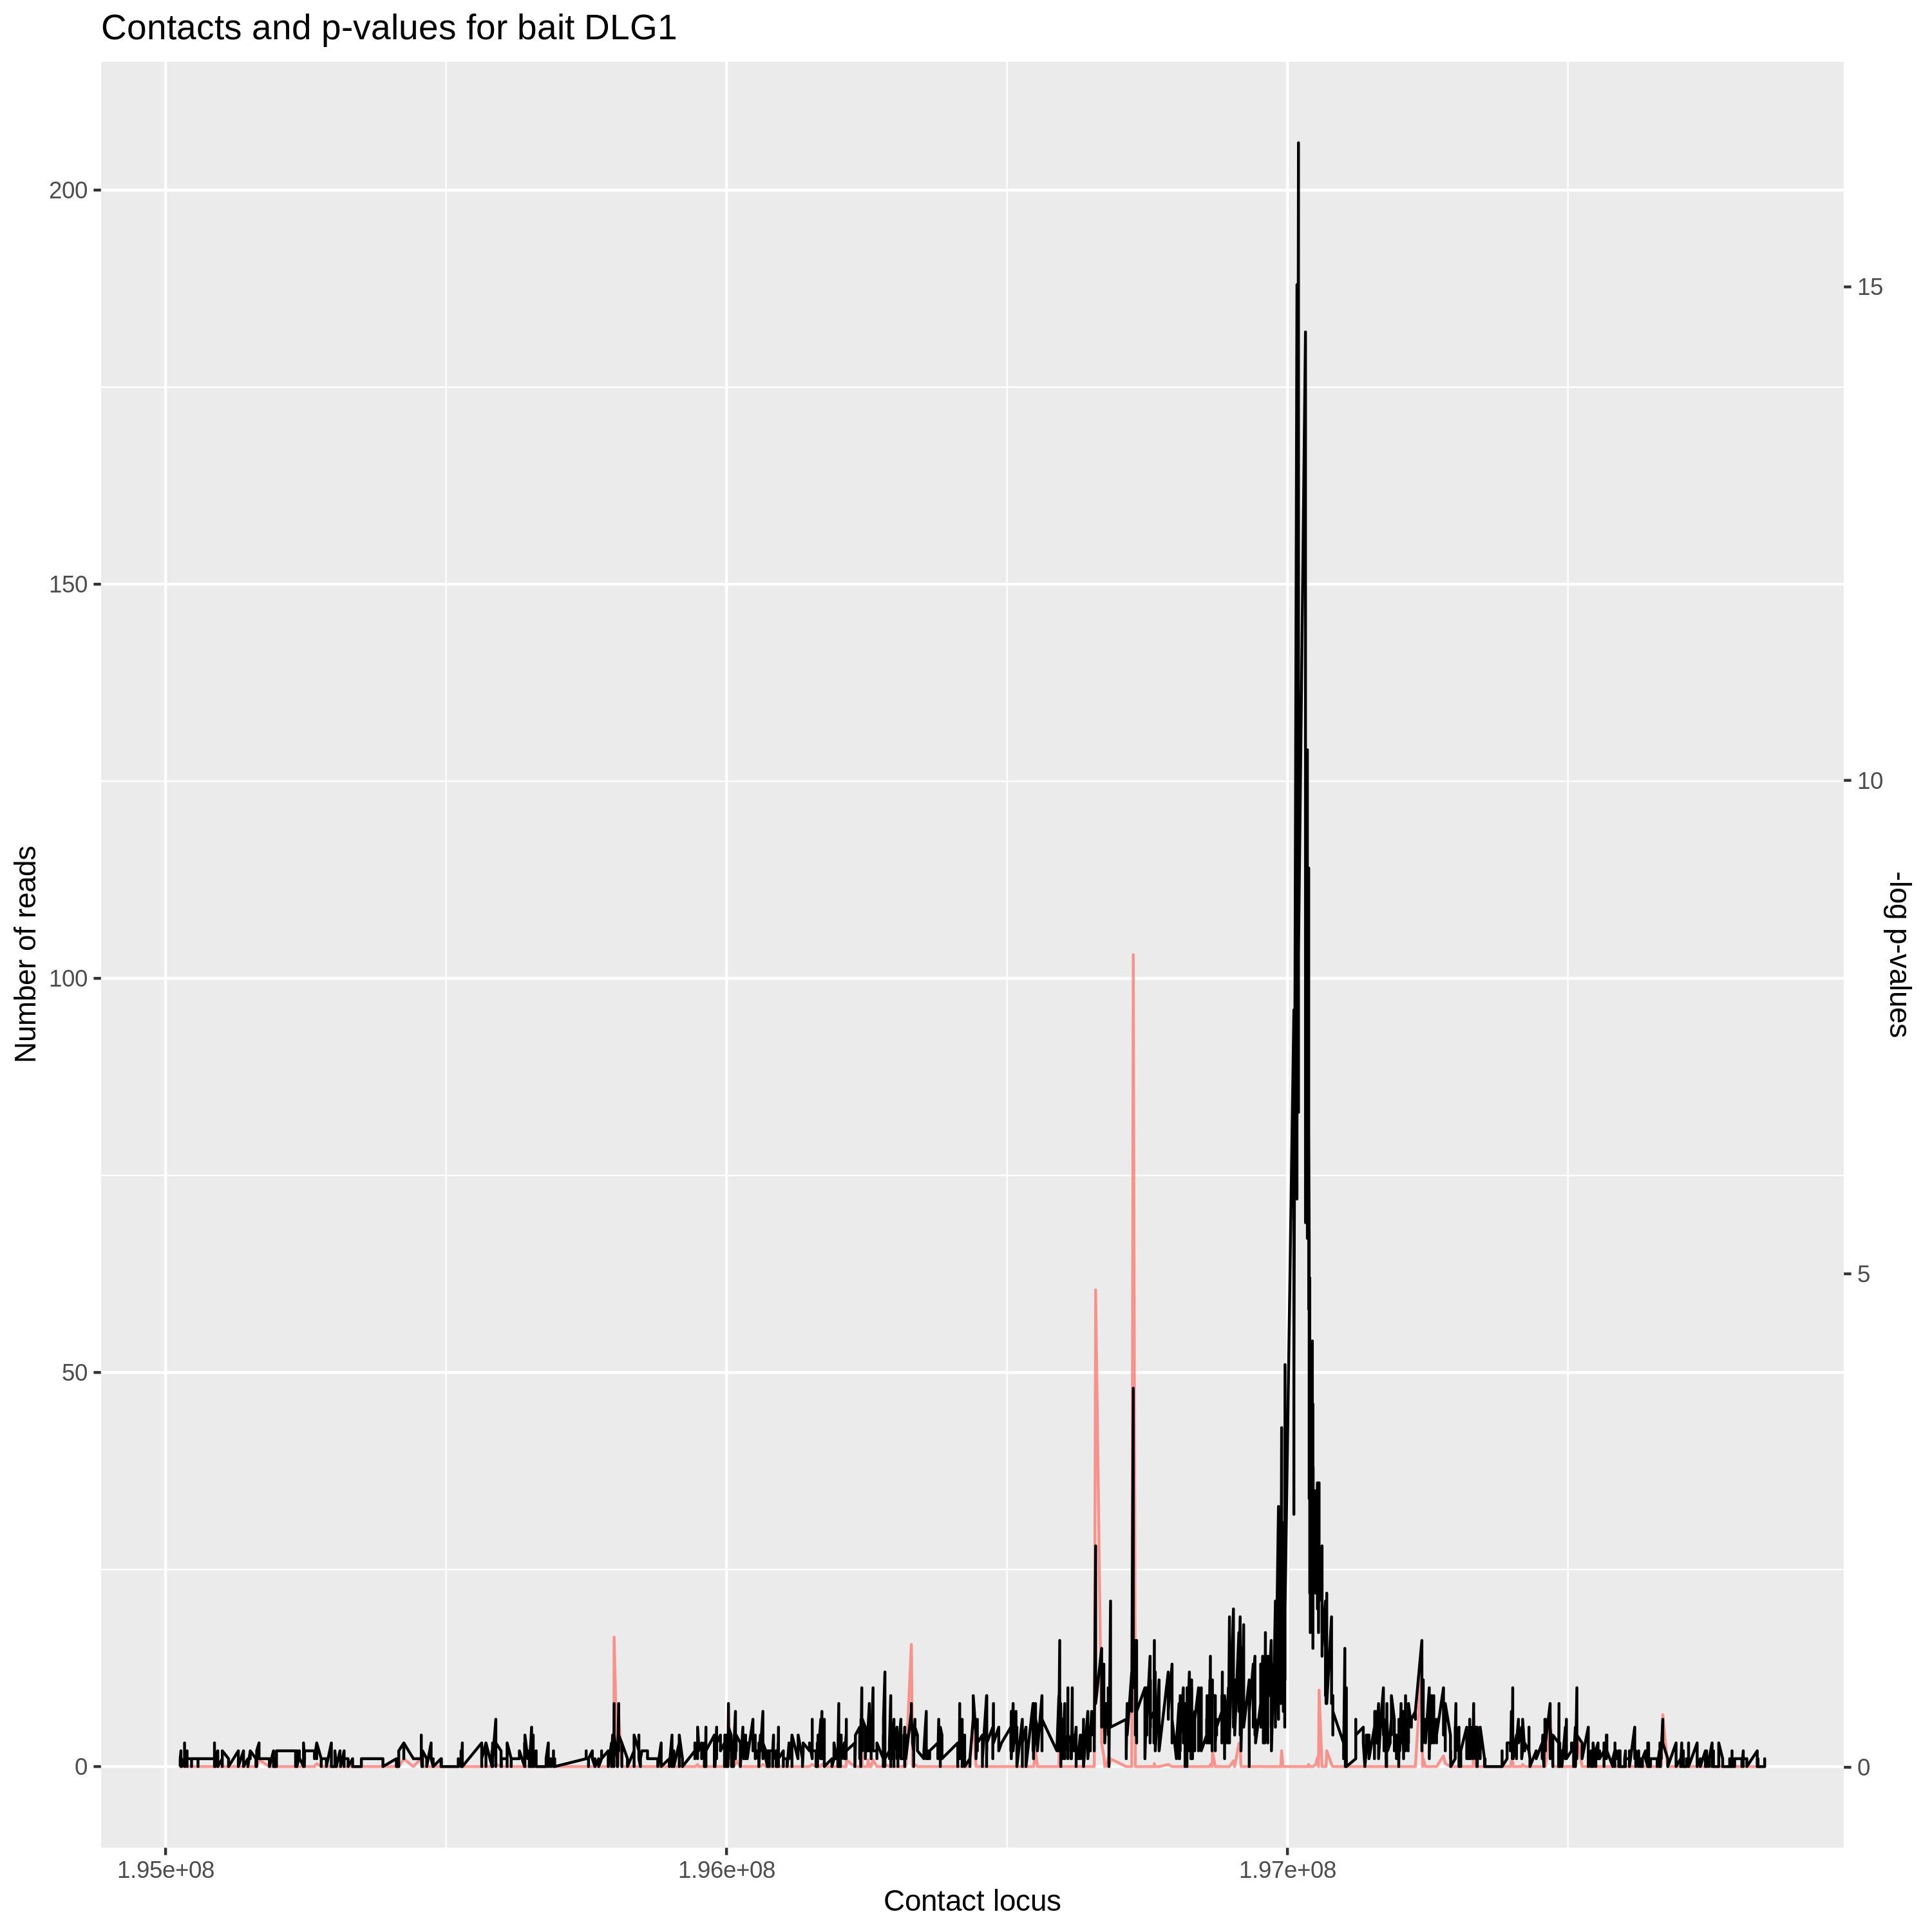 Contacts and p-values for bait DLG1
200
150
100
50
0
Number of reads
15
10
5
0
-log p-values
1.95e+08
1.96e+08
1.97e+08
Contact locus